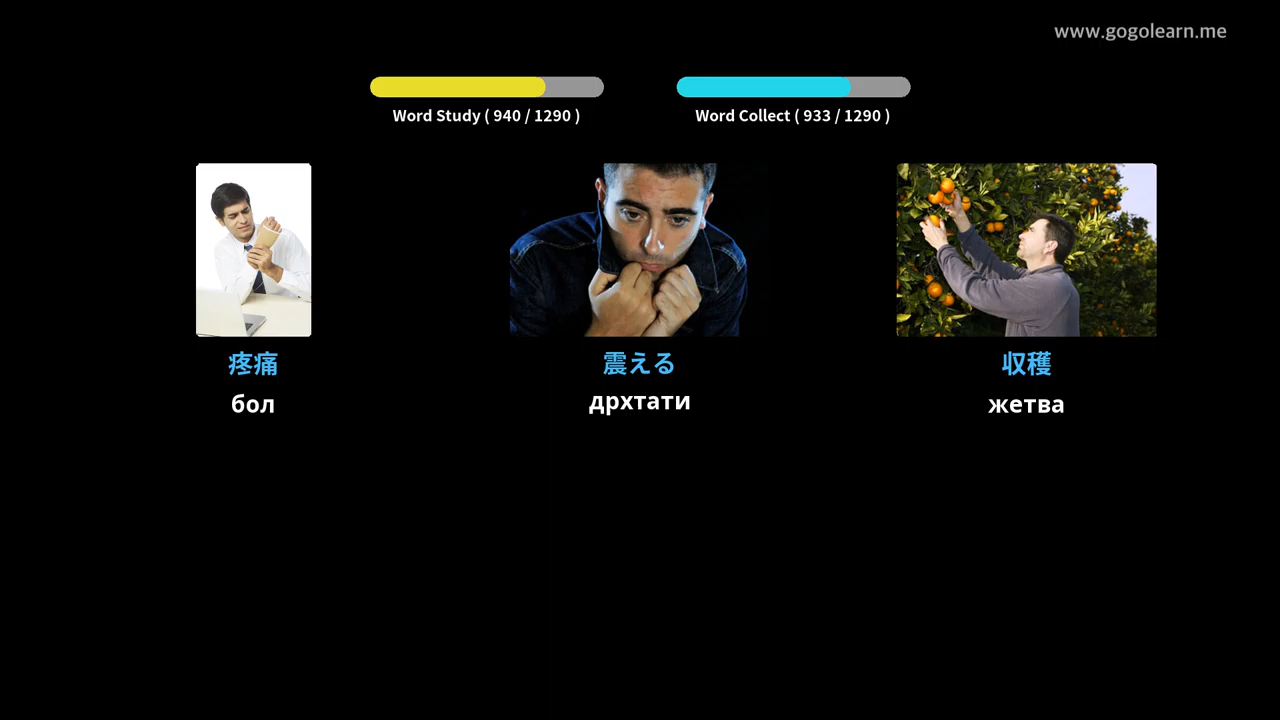 www.gogolearn.me
Word Study ( 940 / 1290 )
Word Collect ( 933 / 1290 )
疼痛
震える
収穫
бол
дрхтати
жетва